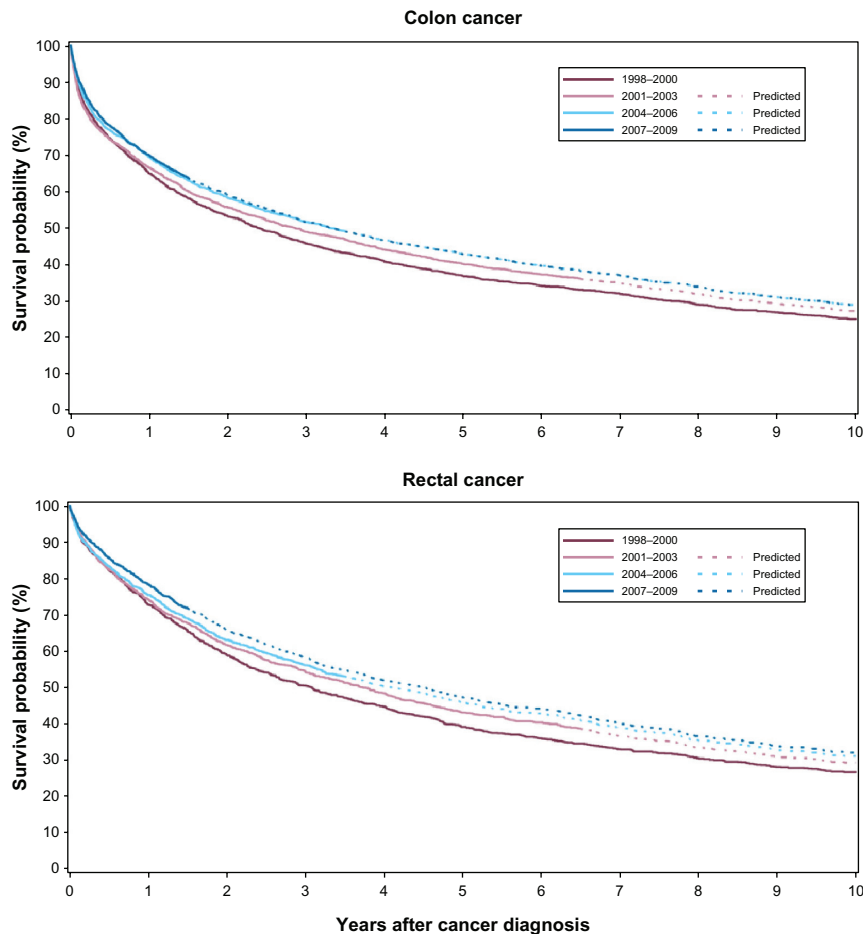 Colon cancer
Survival probability (%)
100
90
80
70
60
50
40
30
20
10
0
1998–2000
2001–2003 Predicted
2004–2006 Predicted
2007–2009 Predicted
0 1 2 3 4 5 6 7 8 9 10
Rectal cancer
Survival probability (%)
100
90
80
70
60
50
40
30
20
10
0
1998–2000
2001–2003 Predicted
2004–2006 Predicted
2007–2009 Predicted
0 1 2 3 4 5 6 7 8 9 10
Years after cancer diagnosis